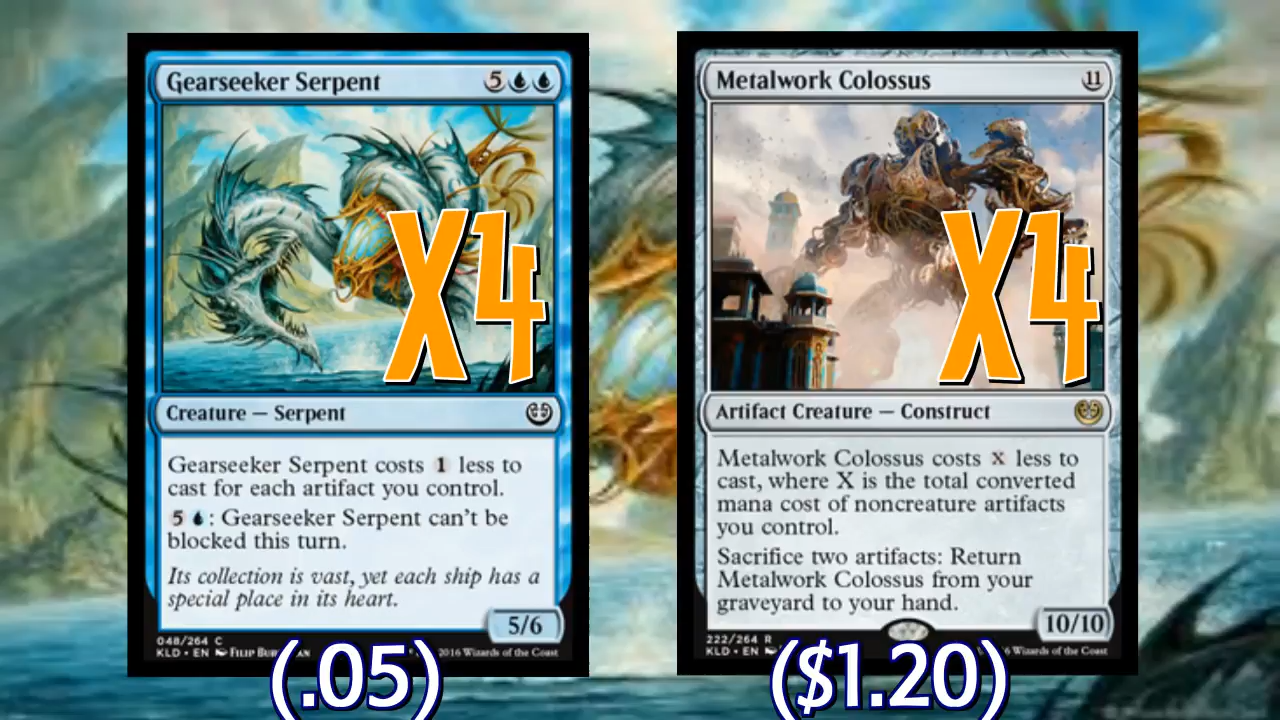 Gearseeker Serpent 5
X4
Creature — Serpent
Gearseeker Serpent costs 1 less to
cast for each artifact you control.
5 : Gearseeker Serpent can't be
blocked this turn.
Its collection is vast, yet each ship has a
special place in its heart.
5/6
048/264 C
KLD • EN FILIP
2016 Wizards of the Coast
(.05)
Metalwork Colossus 11
X4
Artifact Creature — Construct
Metalwork Colossus costs X less to
cast, where X is the total converted
mana cost of noncreature artifacts
you control.
Sacrifice two artifacts: Return
Metalwork Colossus from your
graveyard to your hand.
10/10
222/264 R
KLD • EN
Wizards of the Coast
($1.20)